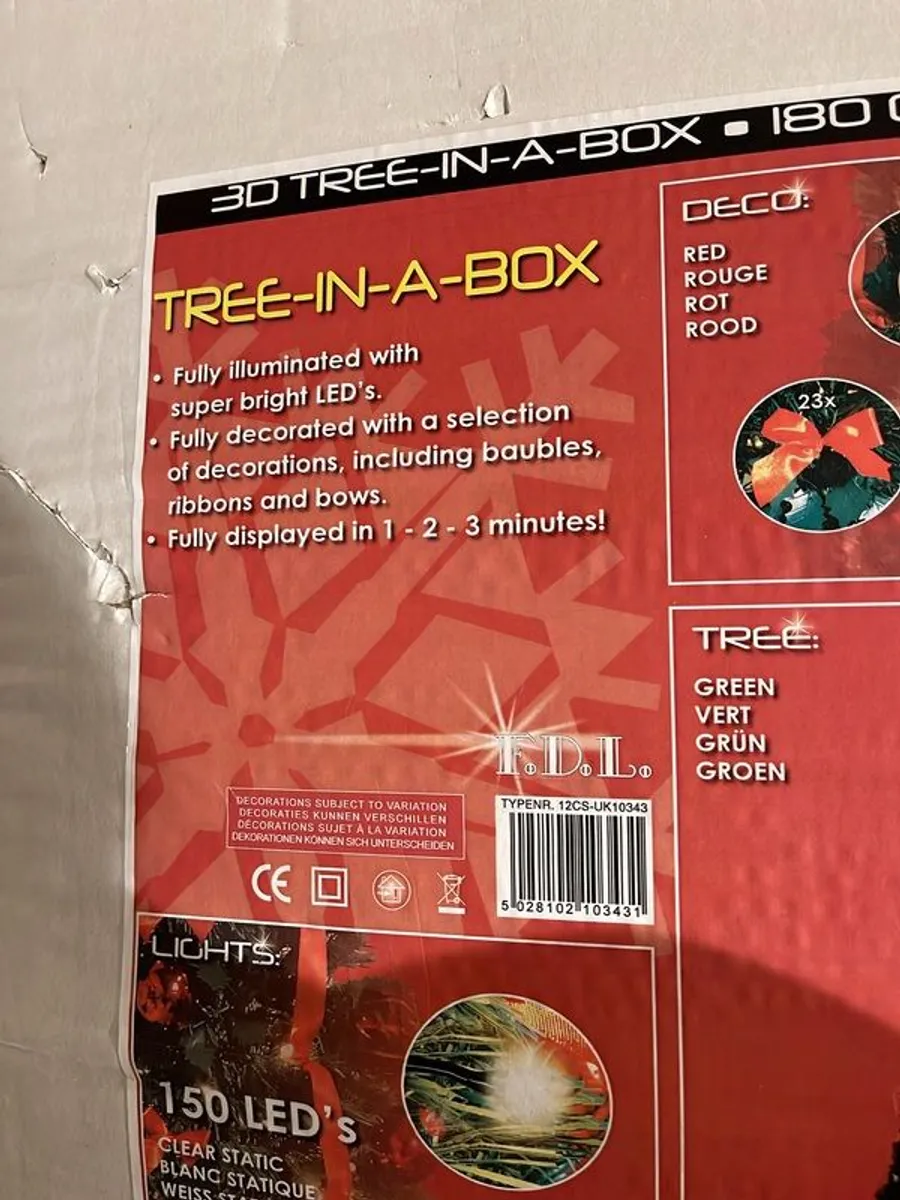 3D TREE-IN-A-BOX ▪ 180
TREE-IN-A-BOX
• Fully illuminated with
super bright LED's.
• Fully decorated with a selection
of decorations, including baubles,
ribbons and bows.
• Fully displayed in 1 - 2 - 3 minutes!
DECO:
RED
ROUGE
ROT
ROOD
23x
TREE:
GREEN
VERT
GRÜN
GROEN
F.D.L.
DECORATIONS SUBJECT TO VARIATION
DECORATIES KUNNEN VERSCHILLEN
DÉCORATIONS SUJET À LA VARIATION
DEKORATIONEN KÖNNEN SICH UNTERSCHEIDEN
CE
TYPENR. 12CS-UK10343
5 028102 103431
LIGHTS:
150 LED's
CLEAR STATIC
BLANC STATIQUE
WEISS